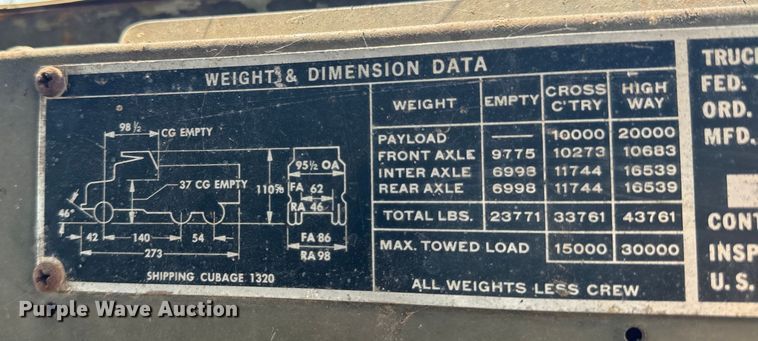 WEIGHT & DIMENSION DATA
WEIGHT EMPTY CROSS C'TRY HIGH WAY
PAYLOAD — 10000 20000
FRONT AXLE 9775 10273 10683
INTER AXLE 6998 11744 16539
REAR AXLE 6998 11744 16539
TOTAL LBS. 23771 33761 43761
MAX. TOWED LOAD 15000 30000
ALL WEIGHTS LESS CREW
98 ½ CG EMPTY
37 CG EMPTY
46°
42 140 54
273
95½ OA
FA 62
RA 46
FA 86
RA 98
SHIPPING CUBAGE 1320
TRUC
FED.
ORD.
MFD.
CONT
INSP
U.S.
Purple Wave Auction